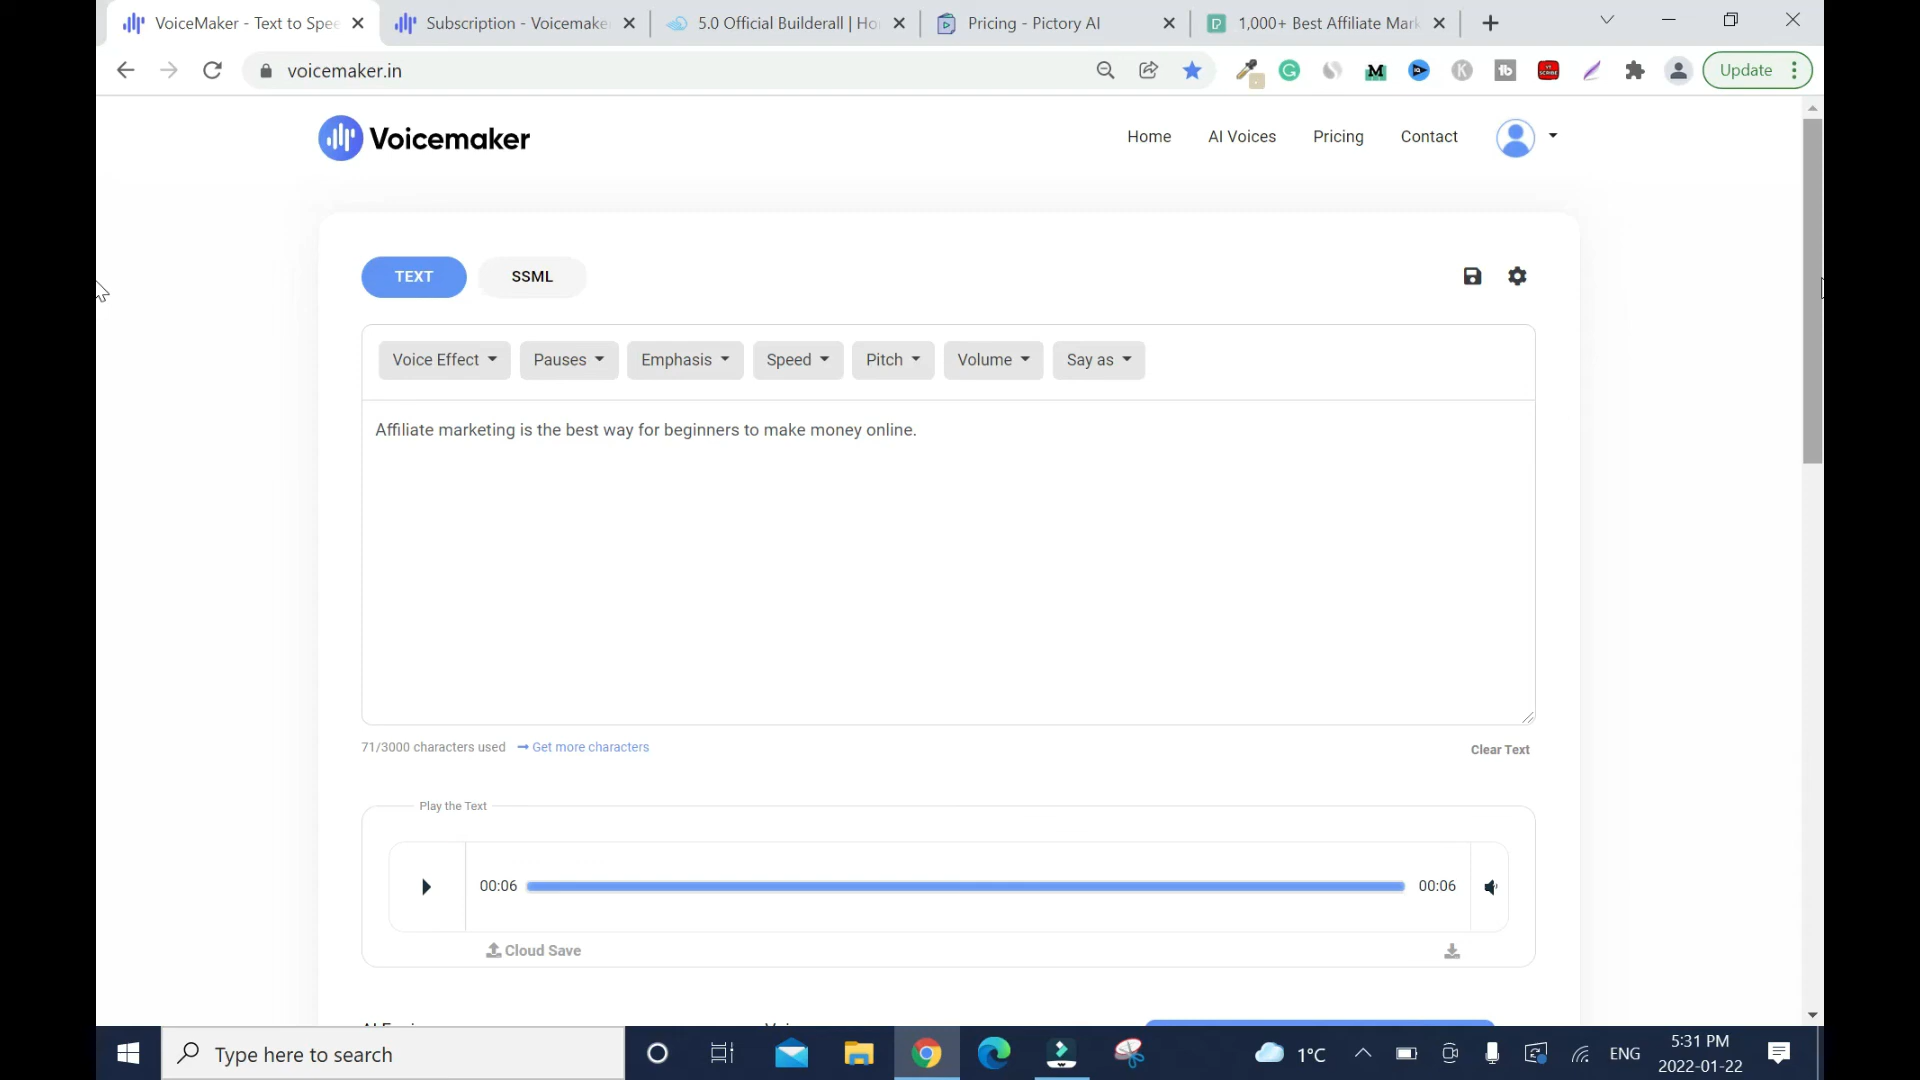 VoiceMaker - Text to Spee
Subscription - Voicemake
5.0 Official Builderall | Ho
Pricing - Pictory AI
1,000+ Best Affiliate Mark
voicemaker.in
Update
Voicemaker
Home
AI Voices
Pricing
Contact
TEXT
SSML
Voice Effect
Pauses
Emphasis
Speed
Pitch
Volume
Say as
Affiliate marketing is the best way for beginners to make money online.
71/3000 characters used
Get more characters
Clear Text
Play the Text
00:06
00:06
Cloud Save
Type here to search
1°C
ENG
5:31 PM
2022-01-22